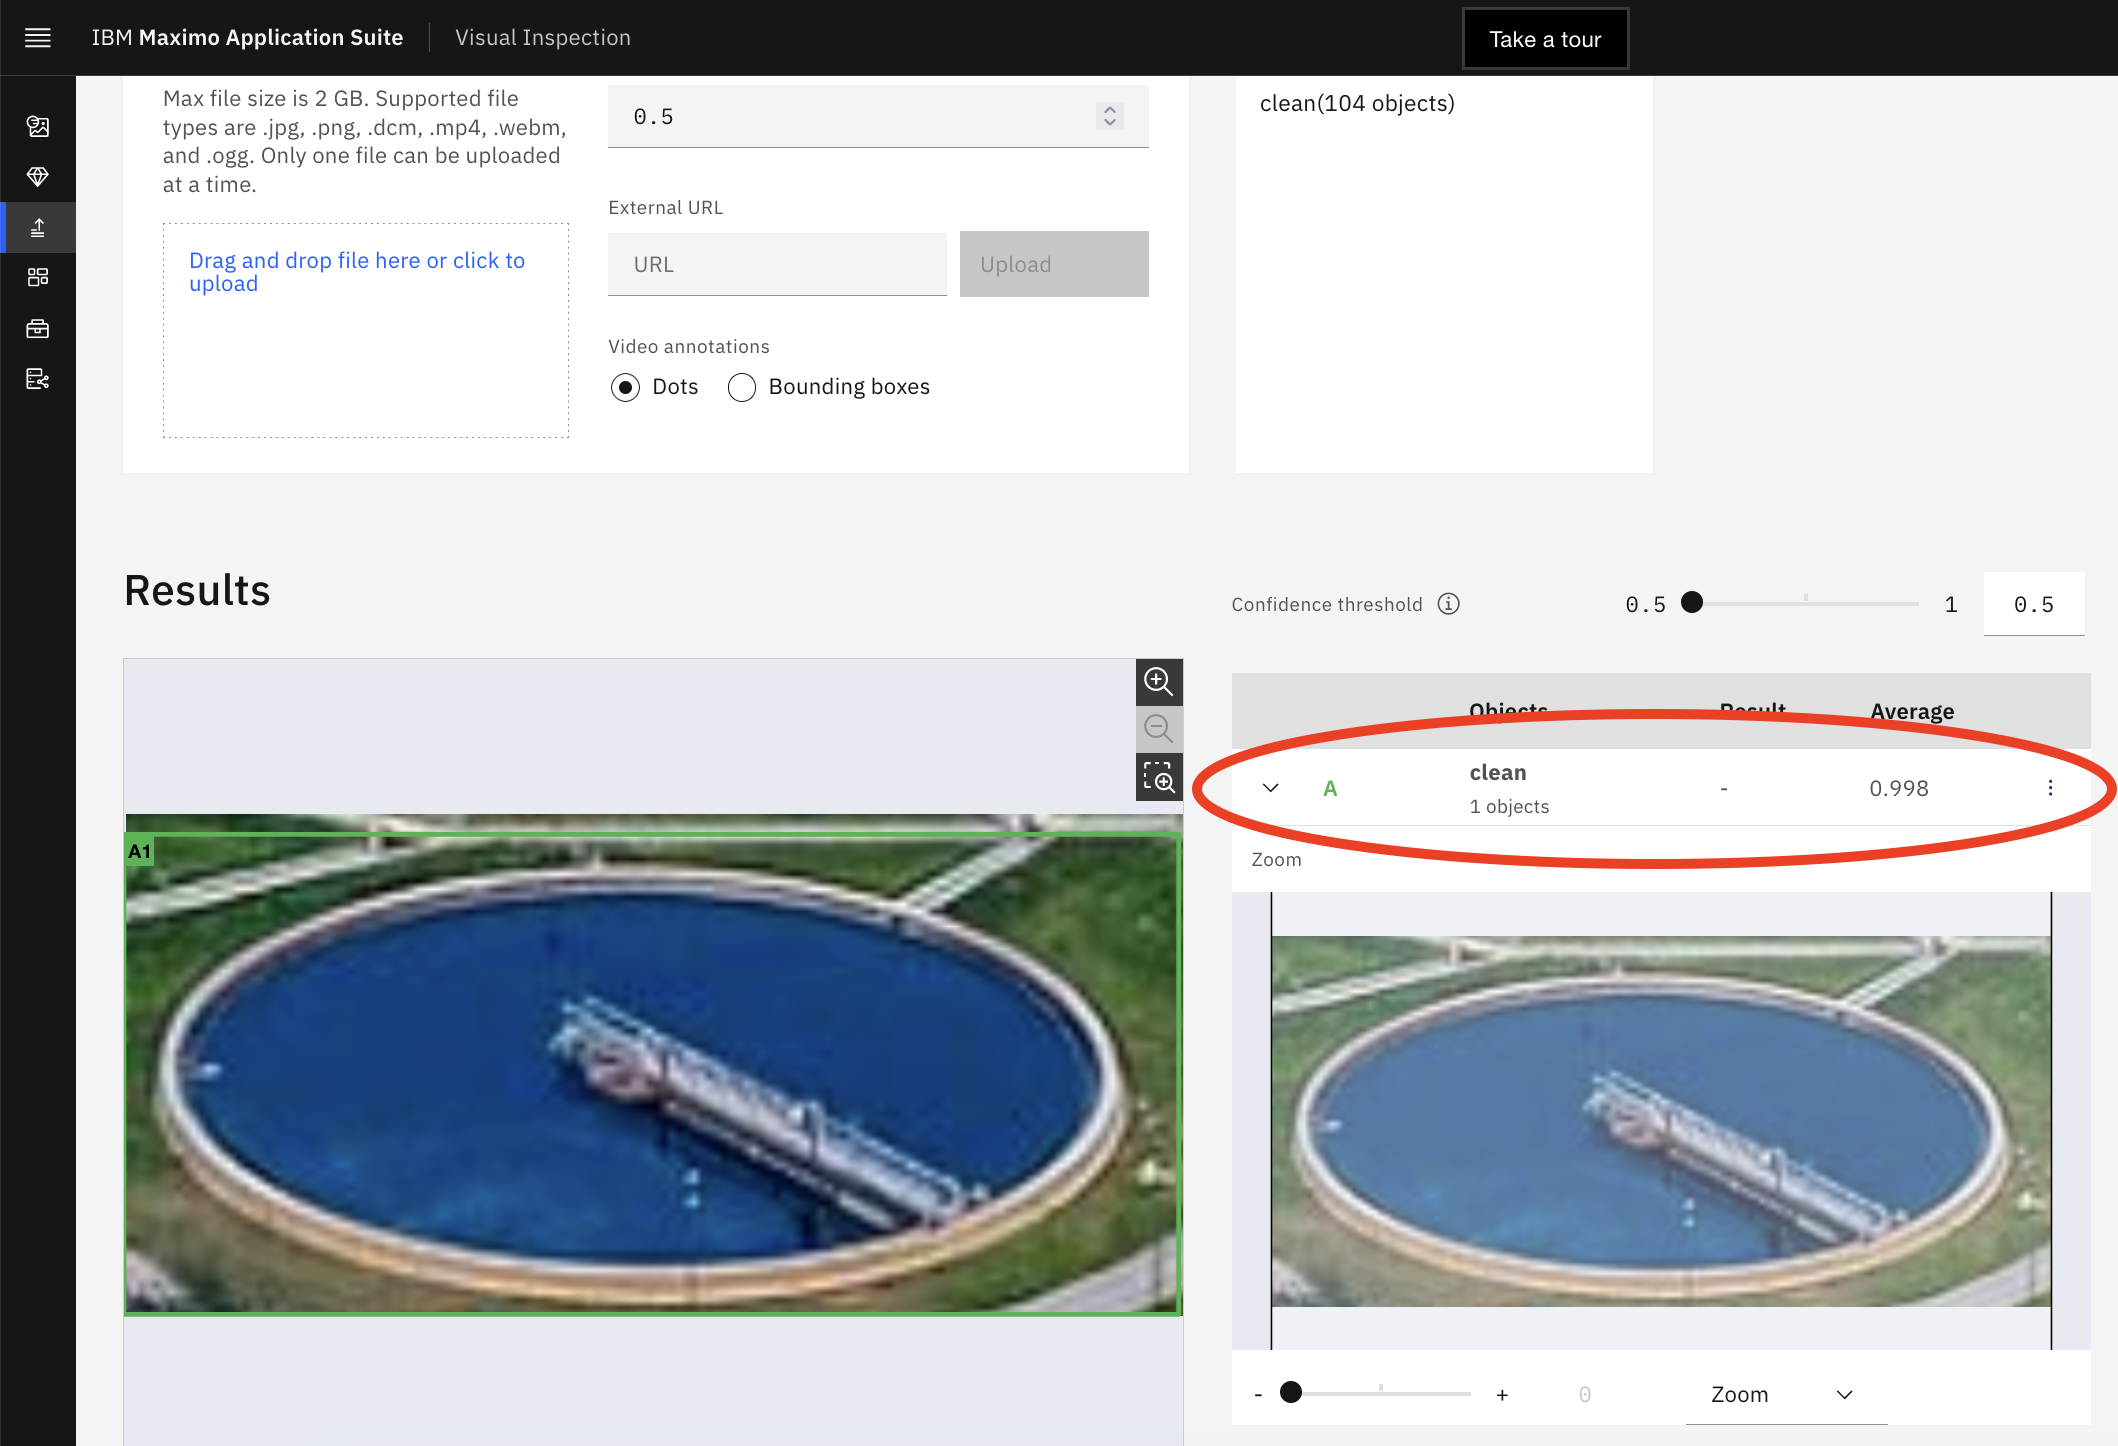 IBM Maximo Application Suite
Visual Inspection
Take a tour
Max file size is 2 GB. Supported file
types are .jpg, .png, .dcm, .mp4, .webm,
and .ogg. Only one file can be uploaded
at a time.
Drag and drop file here or click to
upload
0.5
External URL
URL
Upload
Video annotations
Dots
Bounding boxes
clean(104 objects)
Results
Confidence threshold
0.5
1
0.5
Objects
Result
Average
A
clean
1 objects
-
0.998
Zoom
A1
-
+
0
Zoom